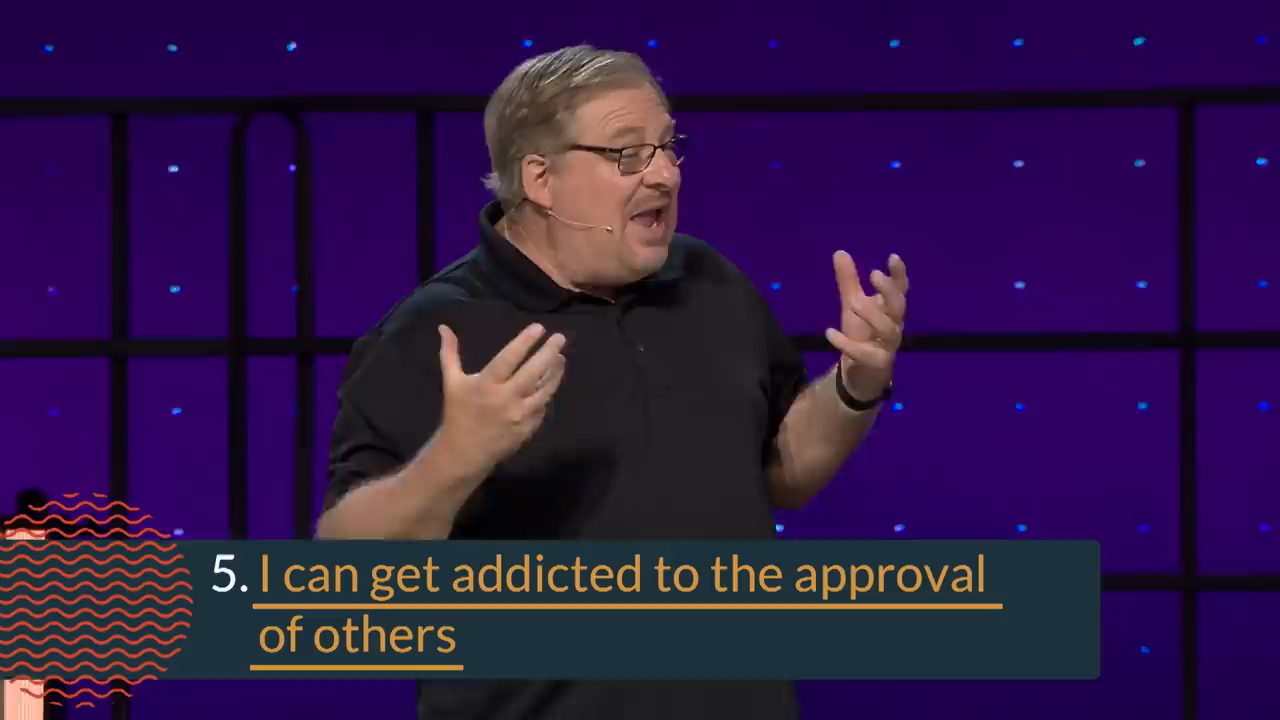 5. I can get addicted to the approval
of others